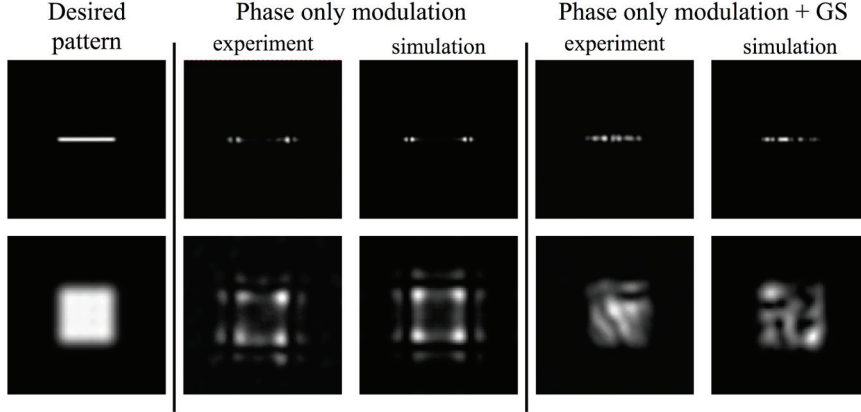 Desired
pattern
Phase only modulation
experiment
simulation
Phase only modulation + GS
experiment
simulation